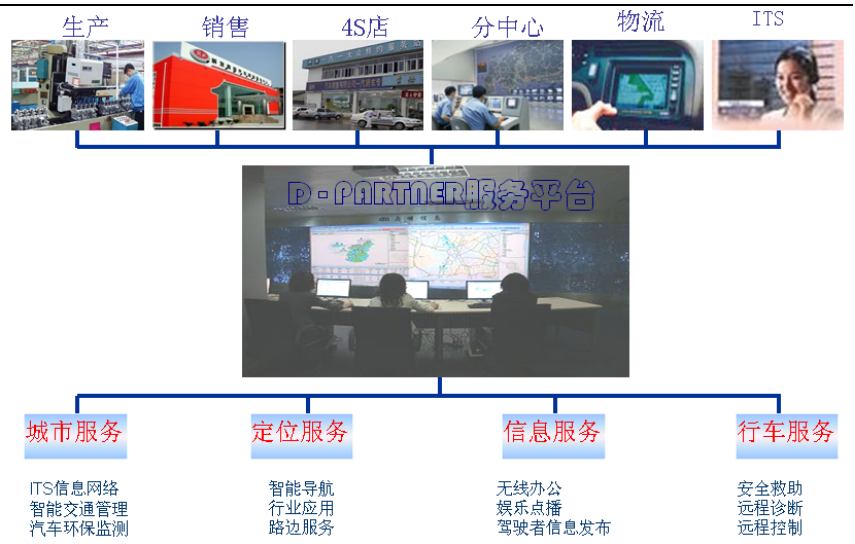 生产 销售 4S店 分中心 物流 ITS
D-PARTNER服务平台
城市服务 定位服务 信息服务 行车服务
ITS信息网络 智能导航 无线办公 安全救助
智能交通管理 行业应用 娱乐点播 远程诊断
汽车环保监测 路边服务 驾驶者信息发布 远程控制